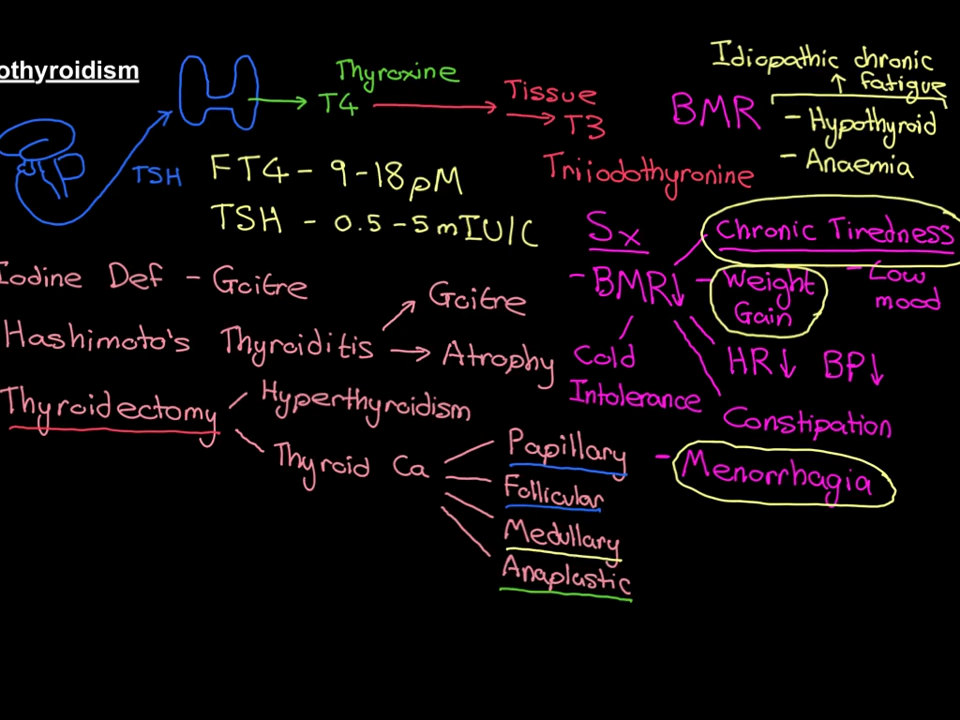 othyroidism
Thyroxine
T4
Tissue
T3
Triiodothyronine
P
TSH
FT4 - 9-18pM
TSH - 0.5-5mIU/L
BMR
Idiopathic chronic
fatigue
- Hypothyroid
- Anaemia
Iodine Def - Goitre
Hashimoto's Thyroiditis
Goitre
Atrophy
Thyroidectomy
Hyperthyroidism
Thyroid Ca
Papillary
Follicular
Medullary
Anaplastic
Sx
Chronic Tiredness
- BMR↓
- Weight
Gain
- Low
mood
Cold
Intolerance
HR↓ BP↓
Constipation
- Menorrhagia